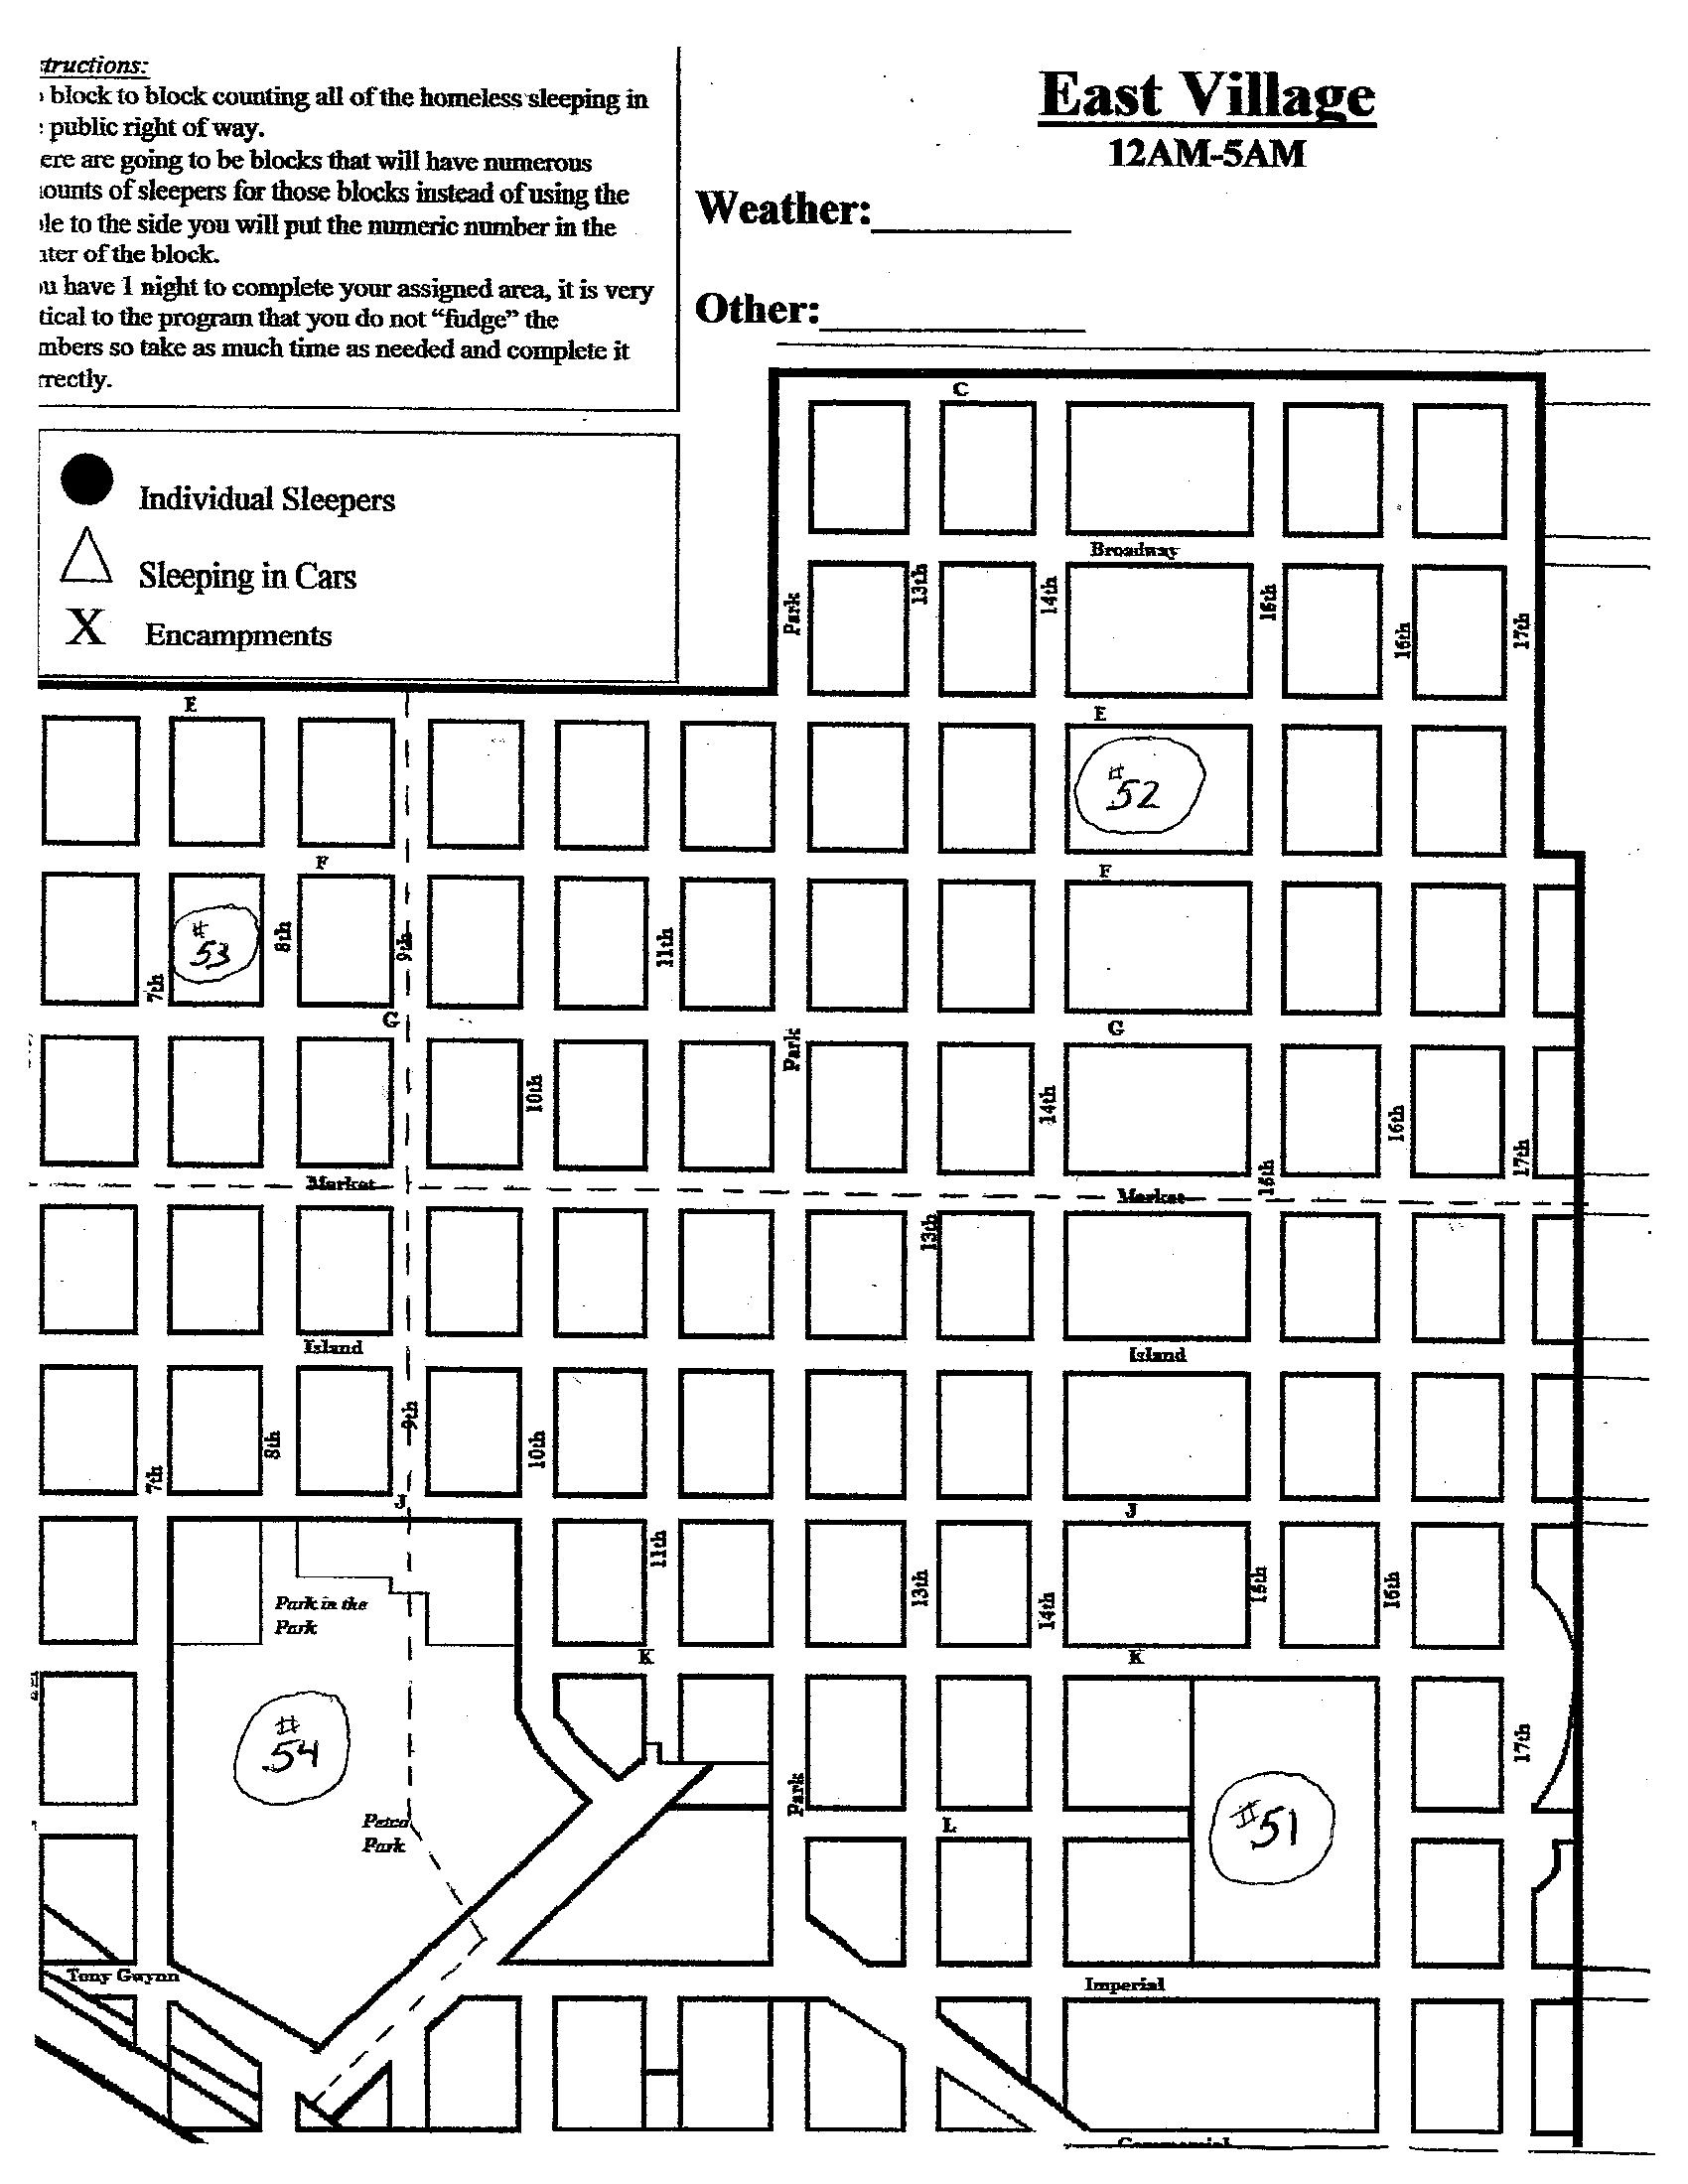 tructions:
block to block counting all of the homeless sleeping in
public right of way.
ere are going to be blocks that will have numerous
ounts of sleepers for those blocks instead of using the
le to the side you will put the numeric number in the
ter of the block.
u have 1 night to complete your assigned area, it is very
tical to the program that you do not “fudge” the
mbers so take as much time as needed and complete it
rrectly.
East Village
12AM-5AM
Weather:
Other:
Individual Sleepers
Sleeping in Cars
X Encampments
C
Broadway
Park
13th
14th
15th
16th
17th
E
E
#
52
F
F
#
53
7th
8th
9th
11th
G
G
10th
Park
14th
15th
16th
17th
Market
Market
13th
Island
Island
7th
8th
9th
10th
J
J
11th
13th
14th
15th
16th
Park in the
Park
K
K
#
54
Petco
Park
Park
17th
L
#51
Tony Gwynn
Imperial
Commercial